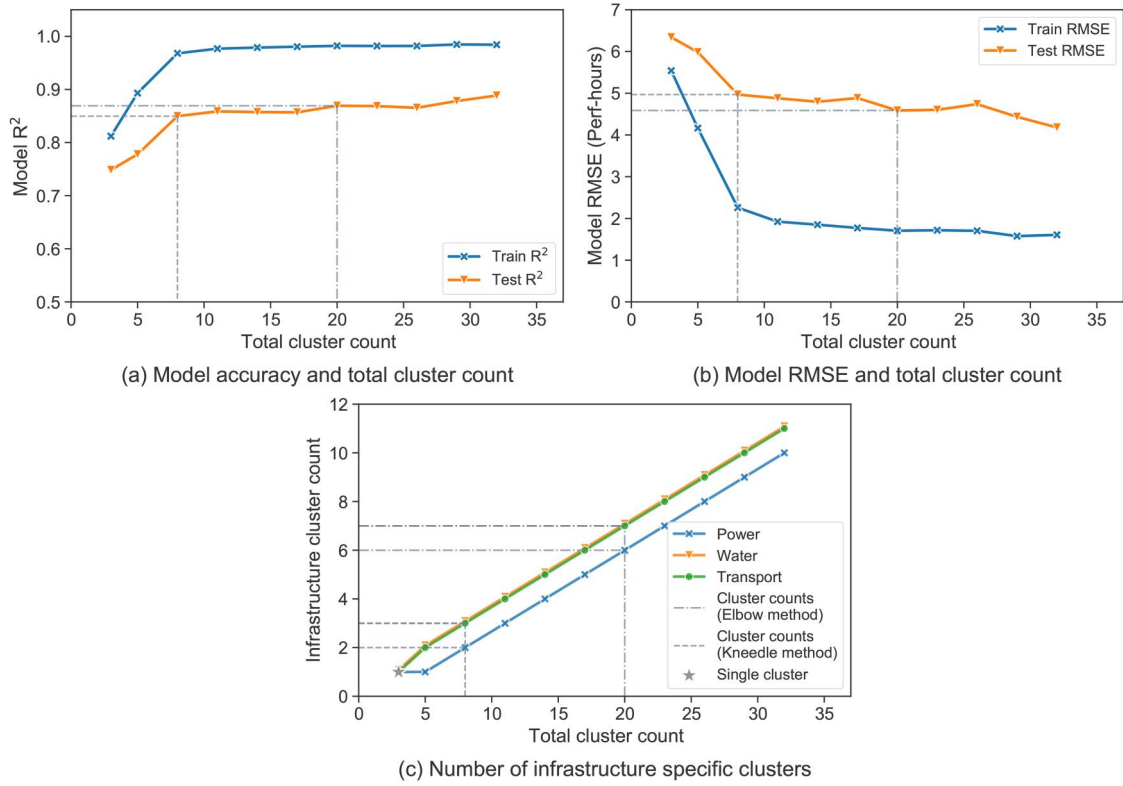 1.0
0.9
0.8
0.7
0.6
0.5
Model R²
Train R²
Test R²
0 5 10 15 20 25 30 35
Total cluster count
(a) Model accuracy and total cluster count
7
6
5
4
3
2
1
0
Model RMSE (Perf-hours)
Train RMSE
Test RMSE
0 5 10 15 20 25 30 35
Total cluster count
(b) Model RMSE and total cluster count
12
10
8
6
4
2
0
Infrastructure cluster count
Power
Water
Transport
Cluster counts
(Elbow method)
Cluster counts
(Kneedle method)
Single cluster
0 5 10 15 20 25 30 35
Total cluster count
(c) Number of infrastructure specific clusters